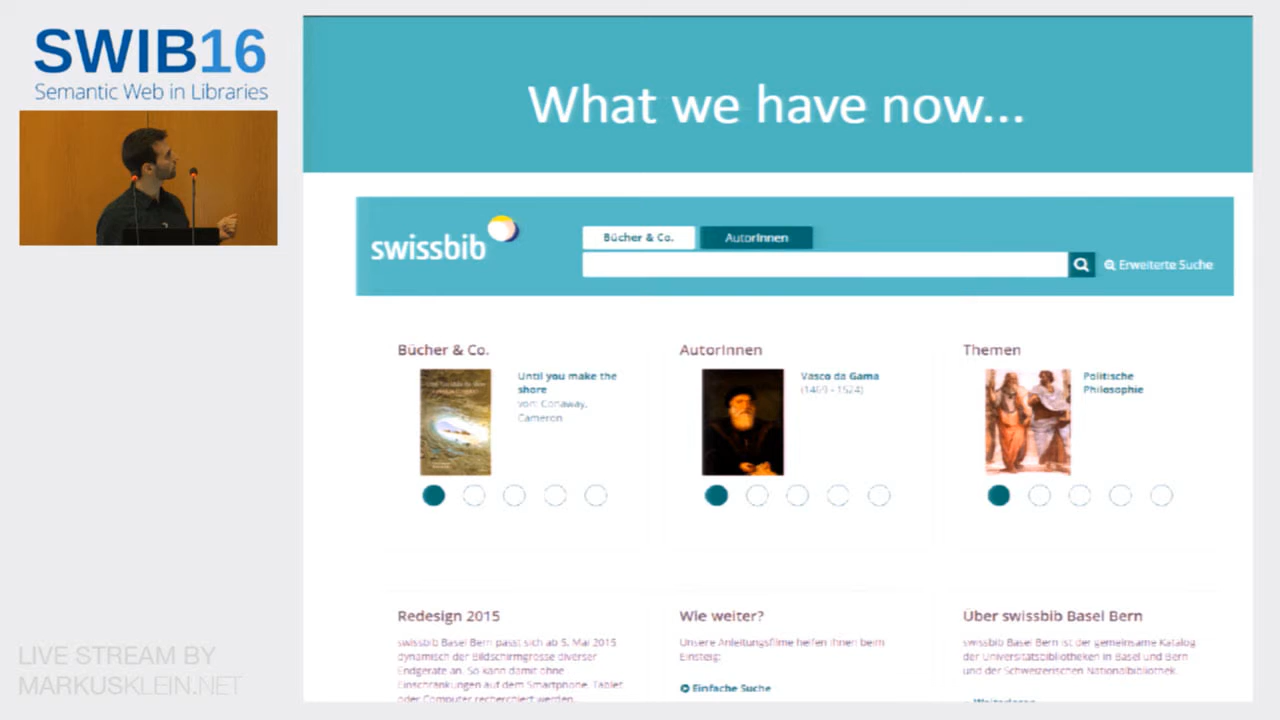 SWIB16
Semantic Web in Libraries
What we have now...
swissbib
Bücher & Co.
AutorInnen
Erweiterte Suche
Bücher & Co.
Until you make the
shore
von: Conaway,
Cameron
AutorInnen
Vasco da Gama
(1469 - 1524)
Themen
Politische
Philosophie
Redesign 2015
swissbib Basel Bern passt sich ab 5. Mai 2015
dynamisch der Bildschirmgrösse diverser
Endgeräte an. So kann damit ohne
Einschränkungen auf dem Smartphone, Tablet
oder Computer recherchiert werden.
Wie weiter?
Unsere Anleitungsfilme helfen Ihnen beim
Einstieg:
Einfache Suche
Über swissbib Basel Bern
swissbib Basel Bern ist der gemeinsame Katalog
der Universitätsbibliotheken in Basel und Bern
und der Schweizerischen Nationalbibliothek.
LIVE STREAM BY
MARKUSKLEIN.NET